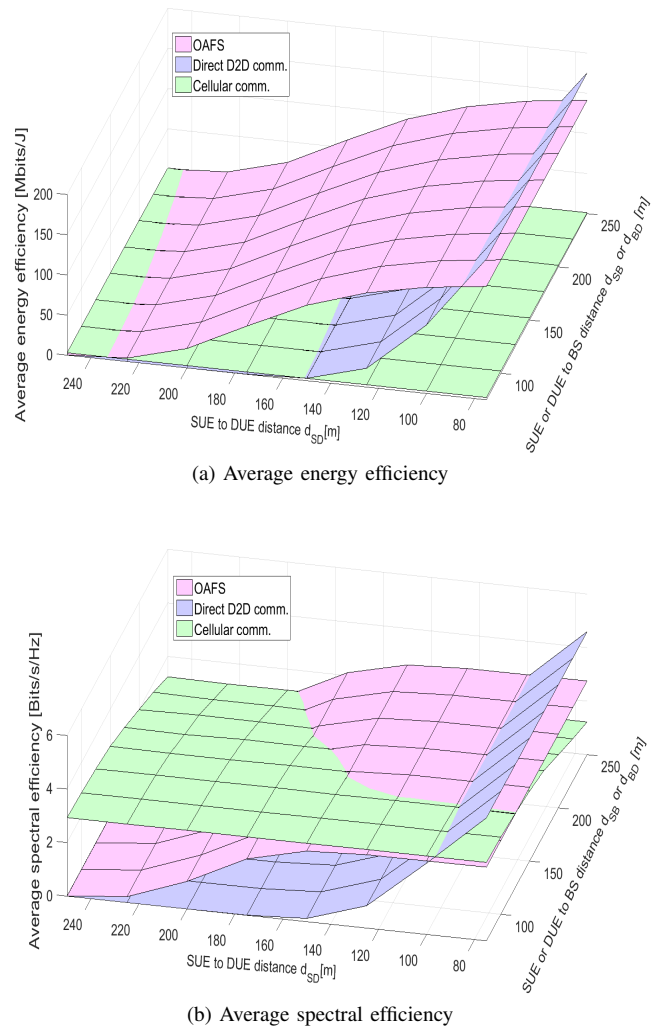 OAFS
Direct D2D comm.
Cellular comm.
Average energy efficiency [Mbits/J]
200
150
100
50
0
240
220
200
180
160
140
120
100
80
SUE to DUE distance d_SD[m]
250
200
150
100
SUE or DUE to BS distance d_SB or d_BD [m]
(a) Average energy efficiency
OAFS
Direct D2D comm.
Cellular comm.
Average spectral efficiency [Bits/s/Hz]
6
4
2
0
240
220
200
180
160
140
120
100
80
SUE to DUE distance d_SD[m]
250
200
150
100
SUE or DUE to BS distance d_SB or d_BD [m]
(b) Average spectral efficiency